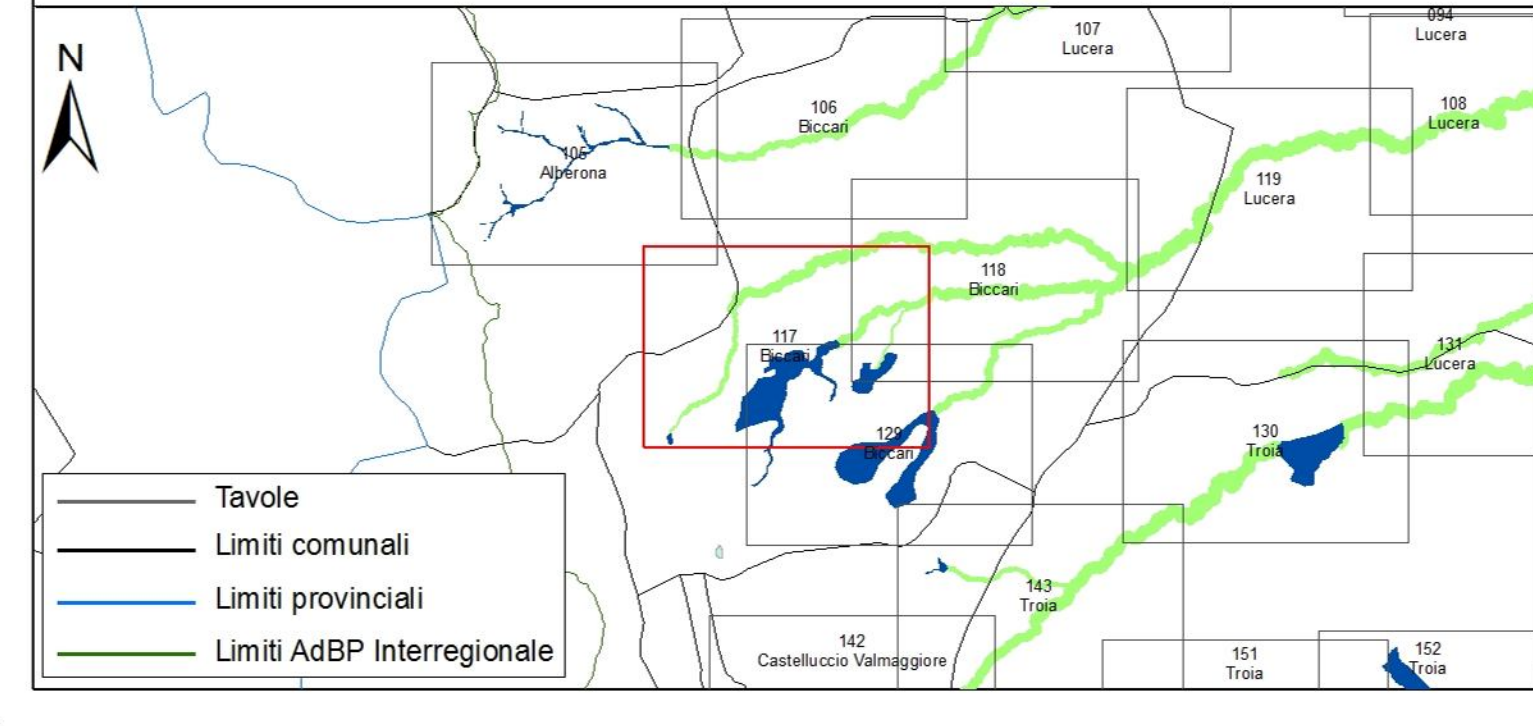 N
094
Lucera
107
Lucera
106
Biccari
108
Lucera
105
Alberona
119
Lucera
118
Biccari
117
Biccari
131
Lucera
129
Biccari
130
Troia
143
Troia
142
Castelluccio Valmaggiore
151
Troia
152
Troia
Tavole
Limiti comunali
Limiti provinciali
Limiti AdBP Interregionale